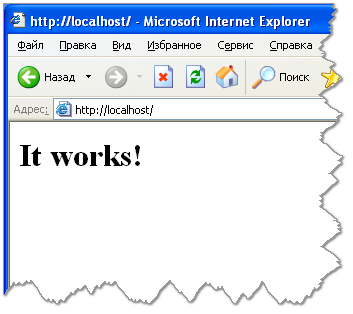 http://localhost/ - Microsoft Internet Explorer
Файл Правка Вид Избранное Сервис Справка
Назад Поиск
Адрес: http://localhost/
It works!